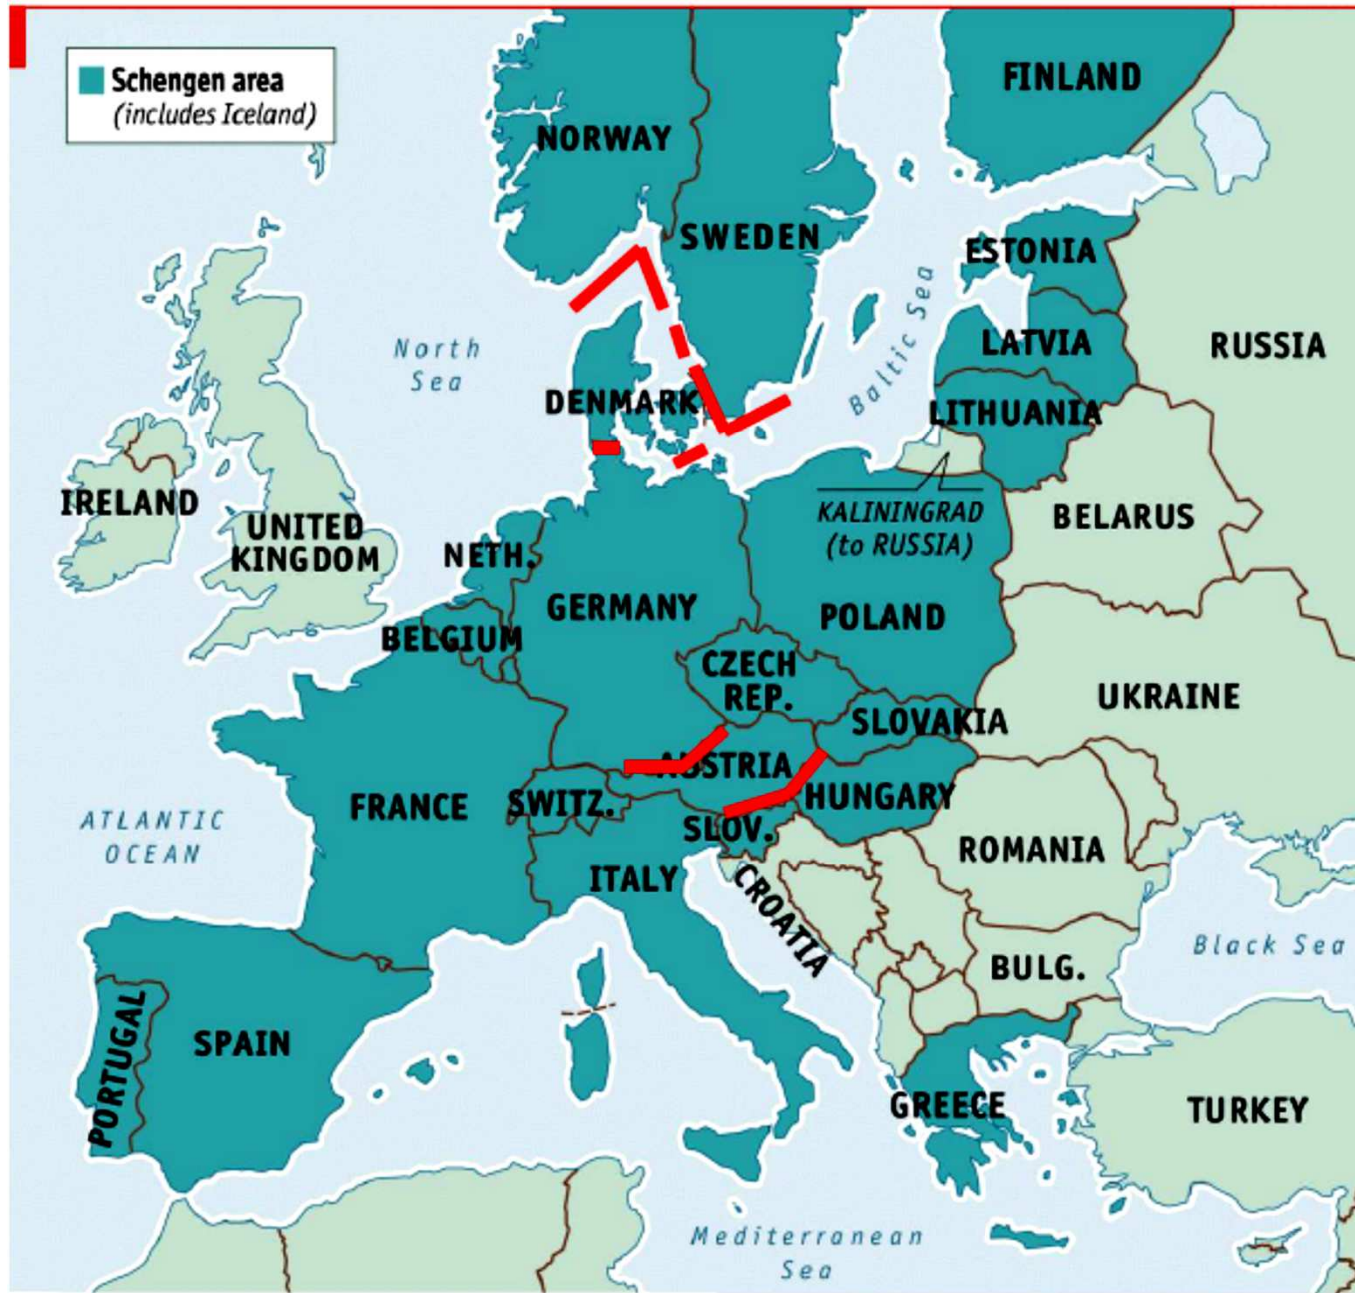 Schengen area
(includes Iceland)
FINLAND
NORWAY
SWEDEN
ESTONIA
Baltic Sea
North
Sea
LATVIA
RUSSIA
DENMARK
LITHUANIA
IRELAND
UNITED
KINGDOM
KALININGRAD
(to RUSSIA)
BELARUS
NETH.
GERMANY
POLAND
BELGIUM
CZECH
REP.
UKRAINE
SLOVAKIA
AUSTRIA
FRANCE
SWITZ.
HUNGARY
ATLANTIC
OCEAN
SLOV.
ROMANIA
ITALY
CROATIA
Black Sea
BULG.
PORTUGAL
SPAIN
GREECE
TURKEY
Mediterranean
Sea